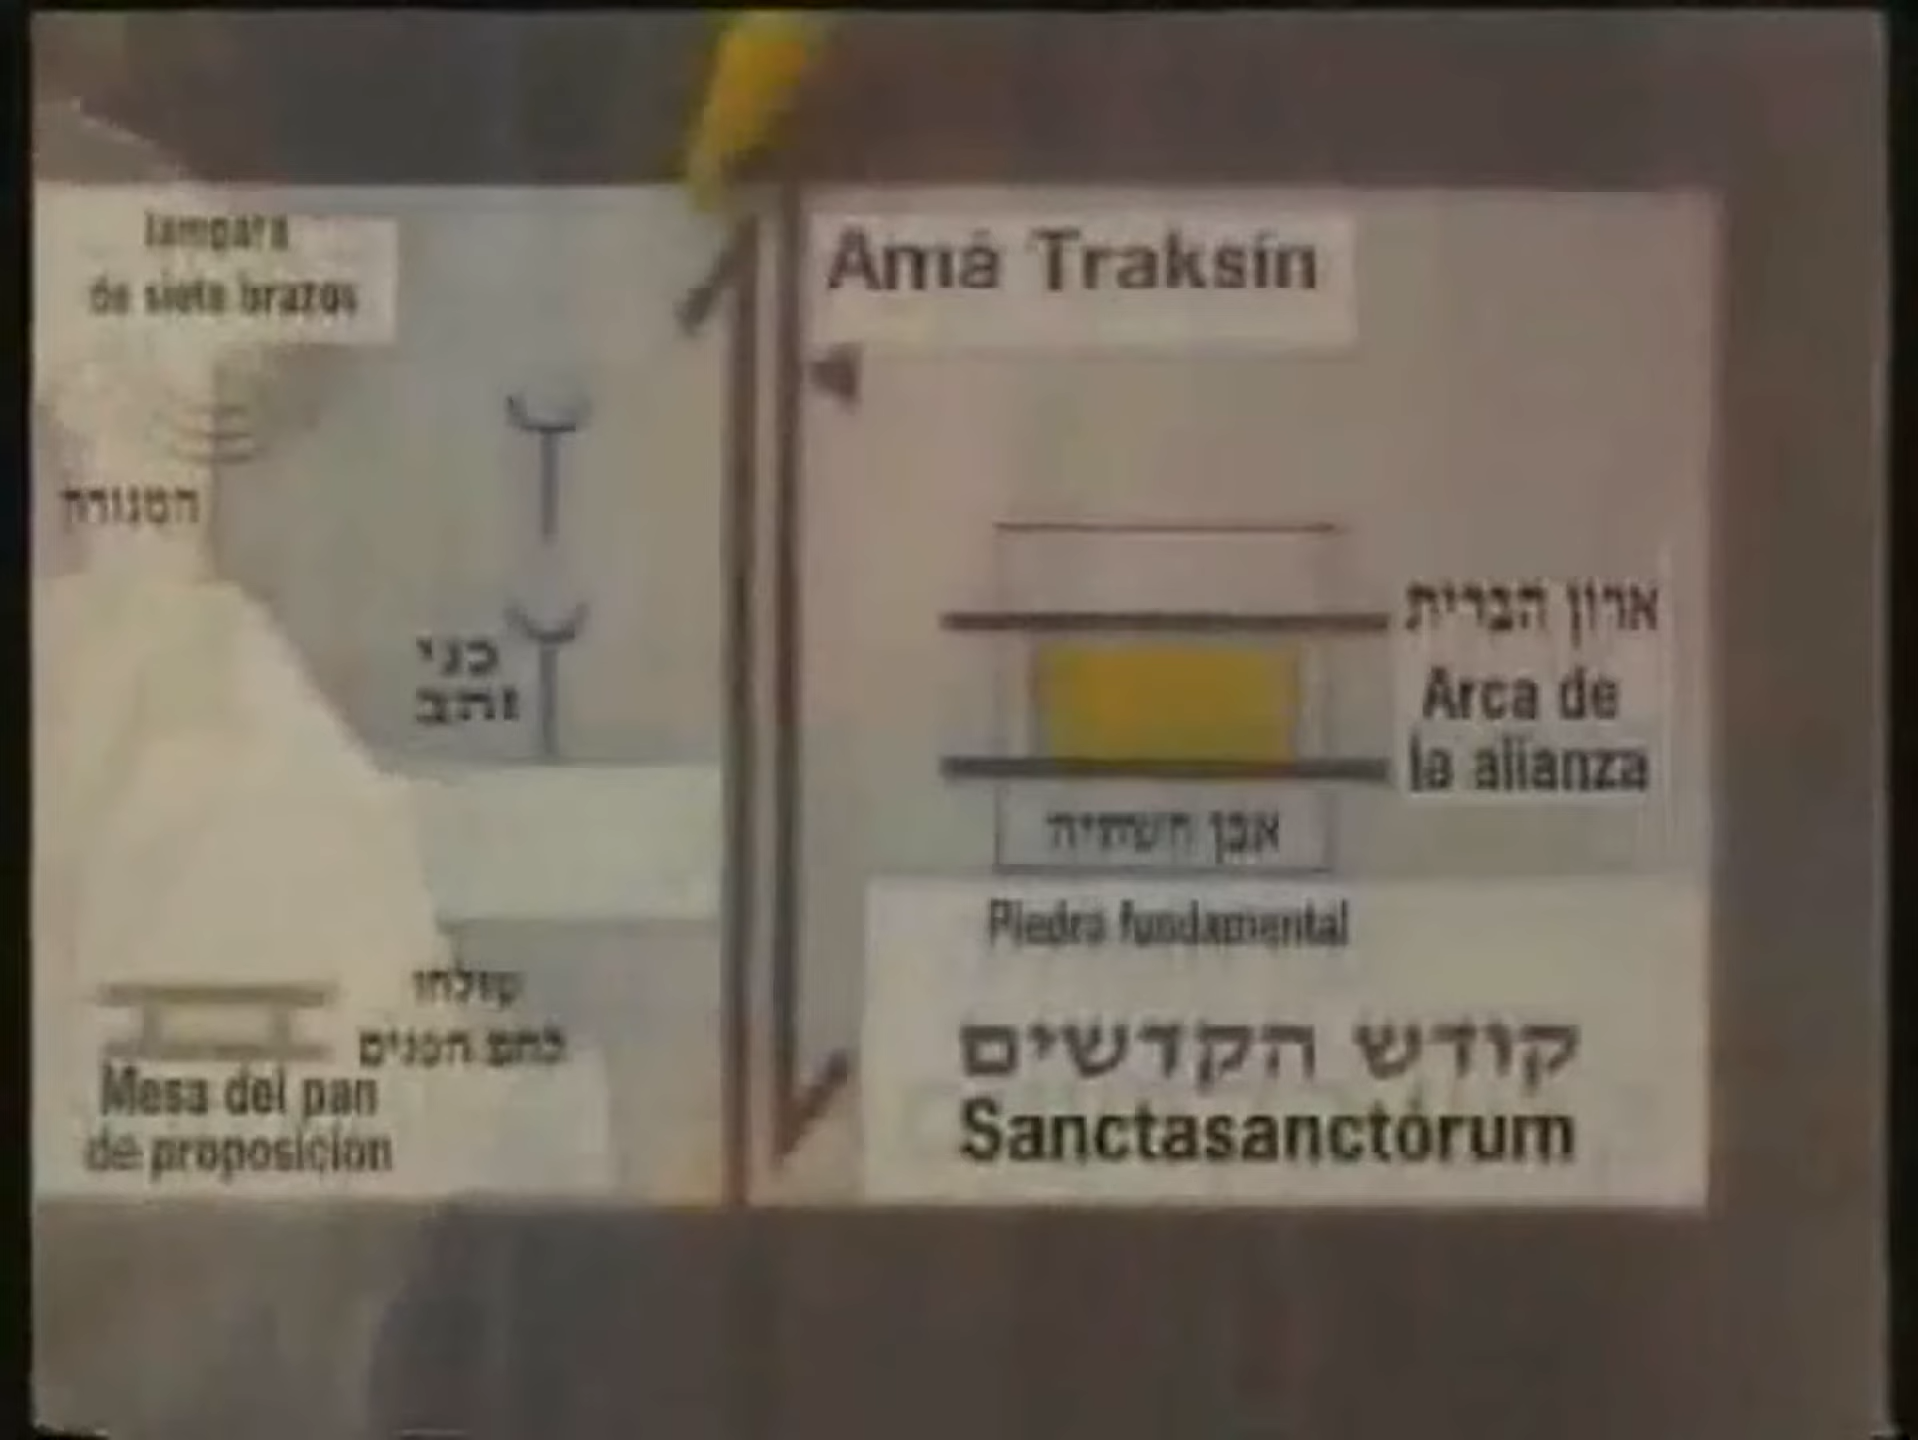 lampara
de siete brazos
המנורה
כני
זהב
שולחן
לחם הפנים
Mesa del pan
de proposición
Amá Traksín
ארון הברית
Arca de
la alianza
אבן השתיה
Piedra fundamental
קודש הקדשים
Sanctasanctórum